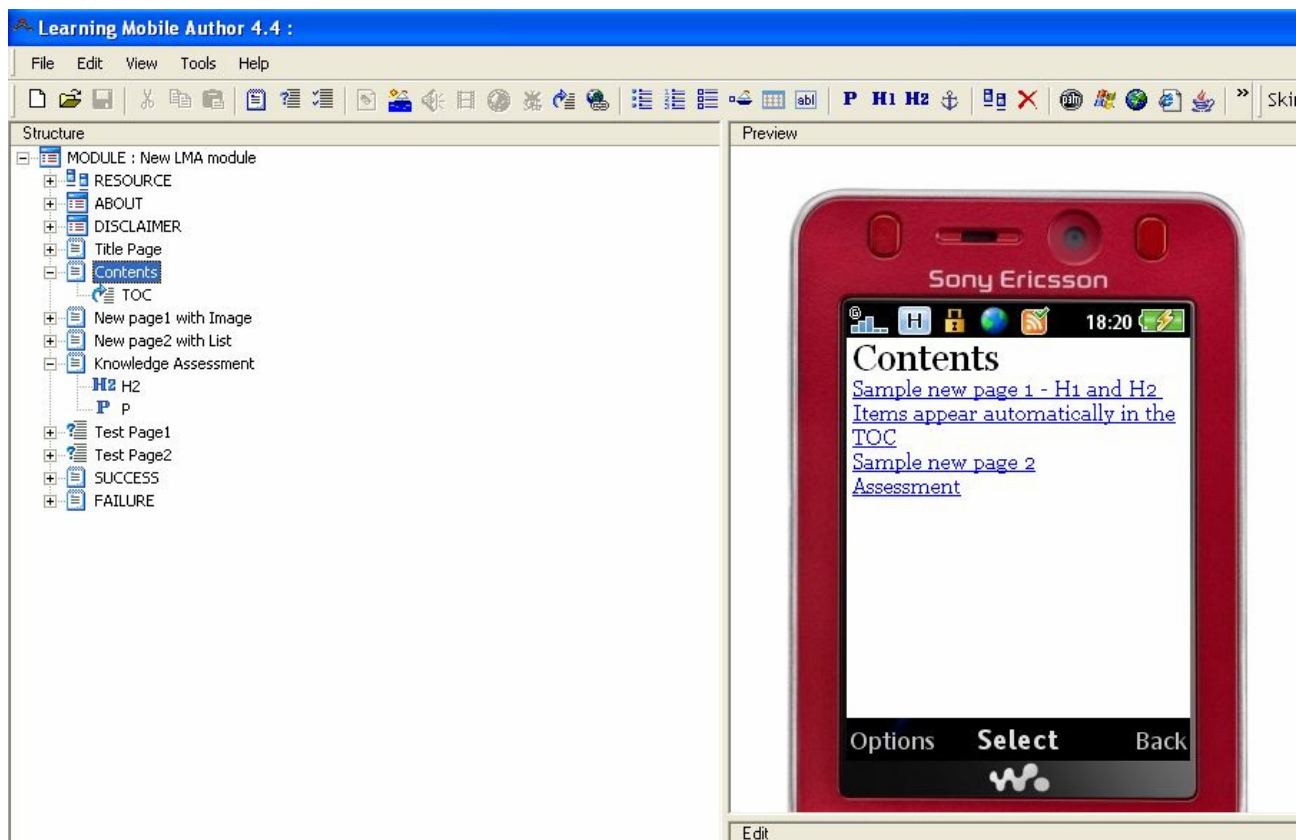 Learning Mobile Author 4.4 :
File Edit View Tools Help
abl P H1 H2 » Skin
Structure
MODULE : New LMA module
RESOURCE
ABOUT
DISCLAIMER
Title Page
Contents
TOC
New page1 with Image
New page2 with List
Knowledge Assessment
H2 H2
P P
Test Page1
Test Page2
SUCCESS
FAILURE
Preview
Sony Ericsson
G H 18:20
Contents
Sample new page 1 - H1 and H2
Items appear automatically in the
TOC
Sample new page 2
Assessment
Options Select Back
Edit